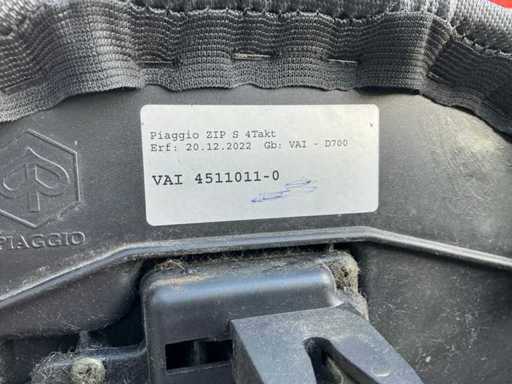 Piaggio ZIP S 4Takt
Erf: 20.12.2022 Gb: VAI - D700
VAI 4511011-0
PIAGGIO